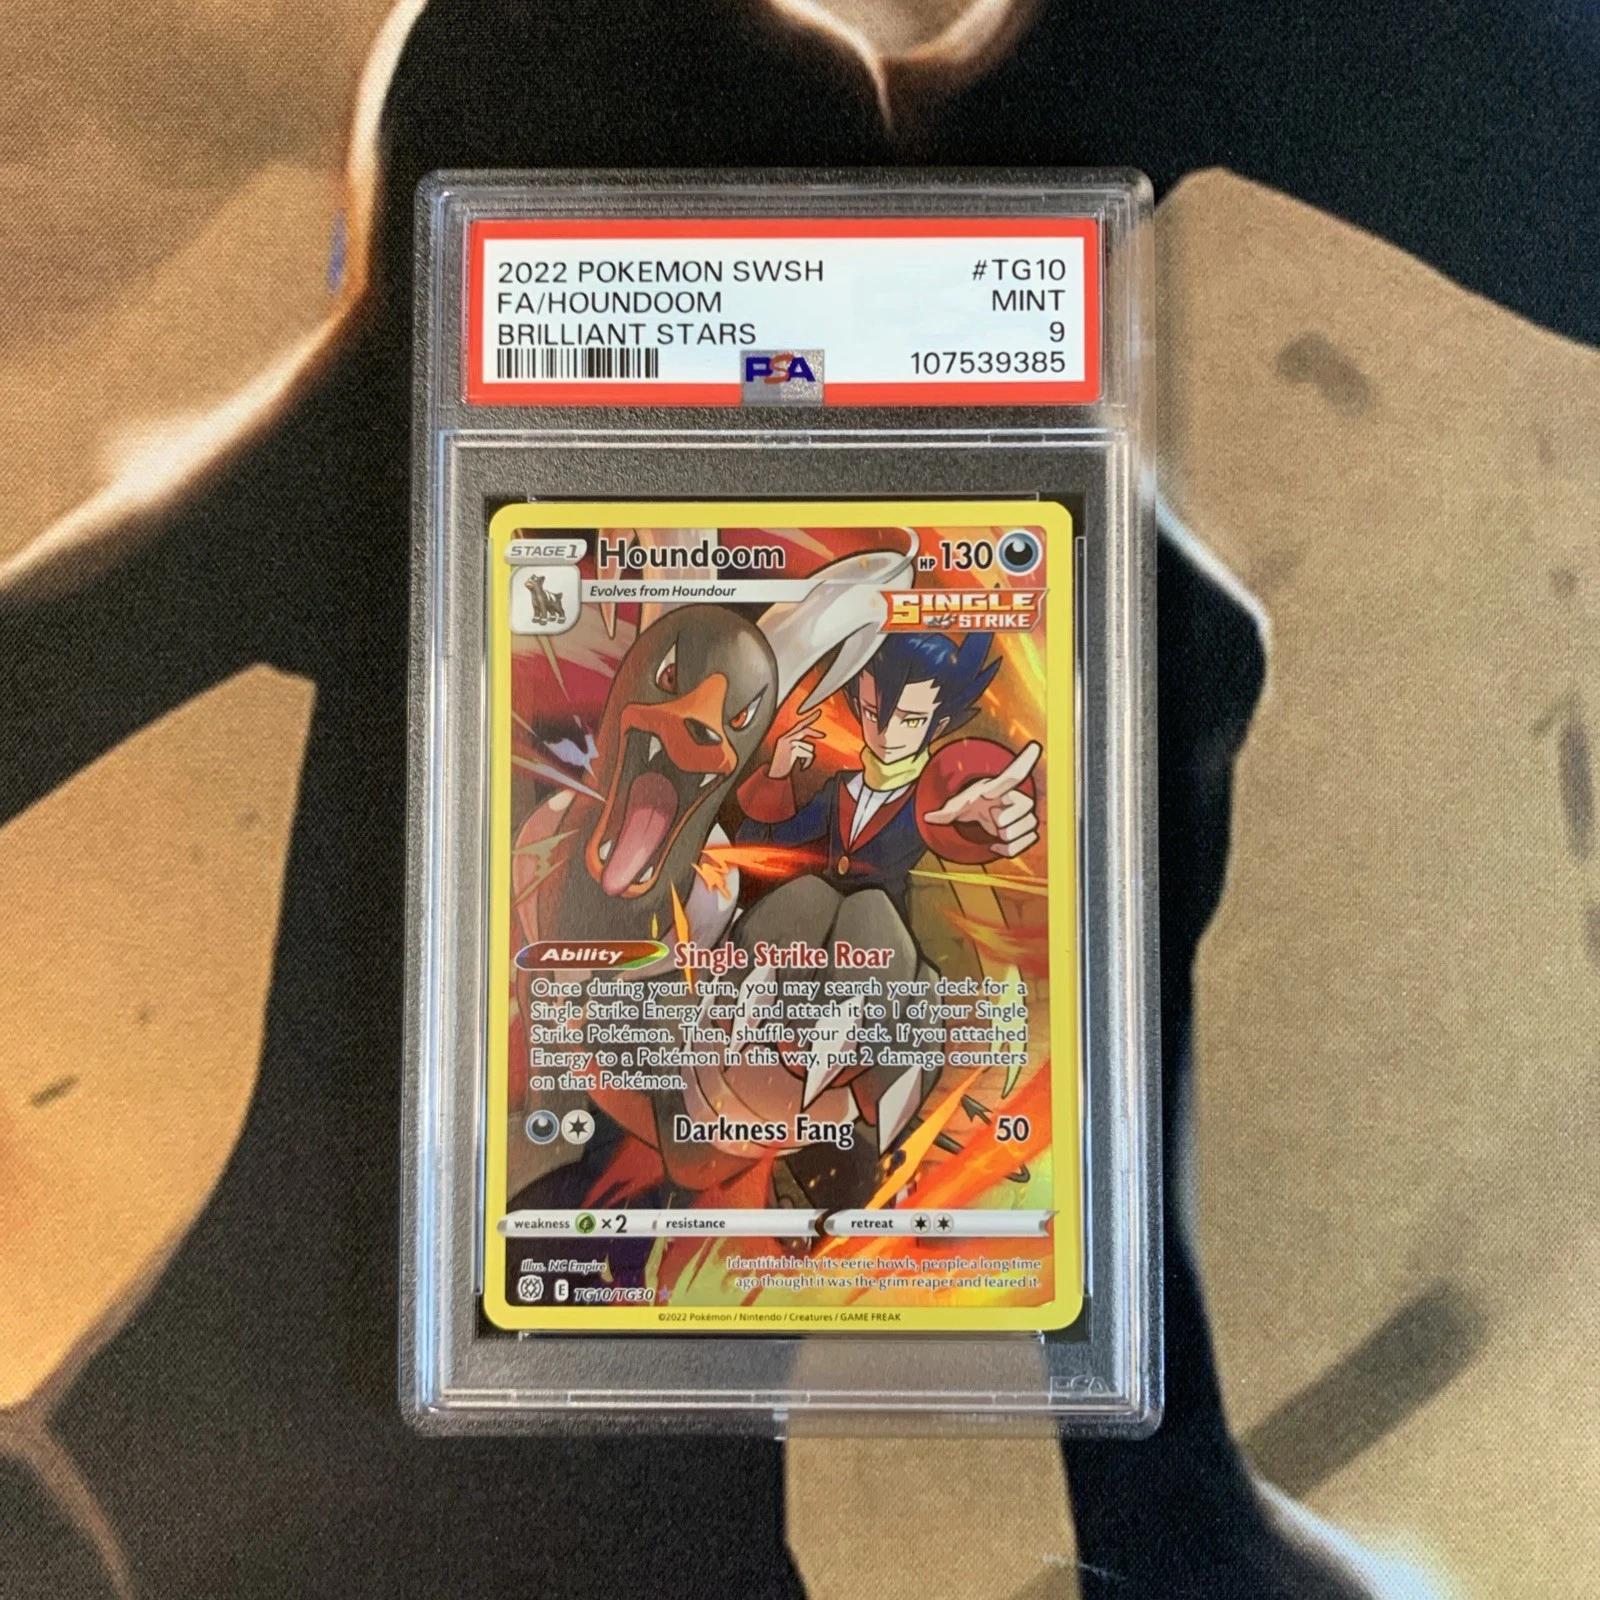 2022 POKEMON SWSH #TG10
FA/HOUNDOOM MINT
BRILLIANT STARS 9
PSA 107539385
STAGE 1 Houndoom HP 130
Evolves from Houndour
SINGLE
STRIKE
Ability Single Strike Roar
Once during your turn, you may search your deck for a
Single Strike Energy card and attach it to 1 of your Single
Strike Pokémon. Then, shuffle your deck. If you attached
Energy to a Pokémon in this way, put 2 damage counters
on that Pokémon.
Darkness Fang 50
weakness ×2 resistance retreat
Illus. NC Empire
Identifiable by its eerie howls, people a long time
ago thought it was the grim reaper and feared it.
E TG10/TG30
©2022 Pokémon / Nintendo / Creatures / GAME FREAK
PSA